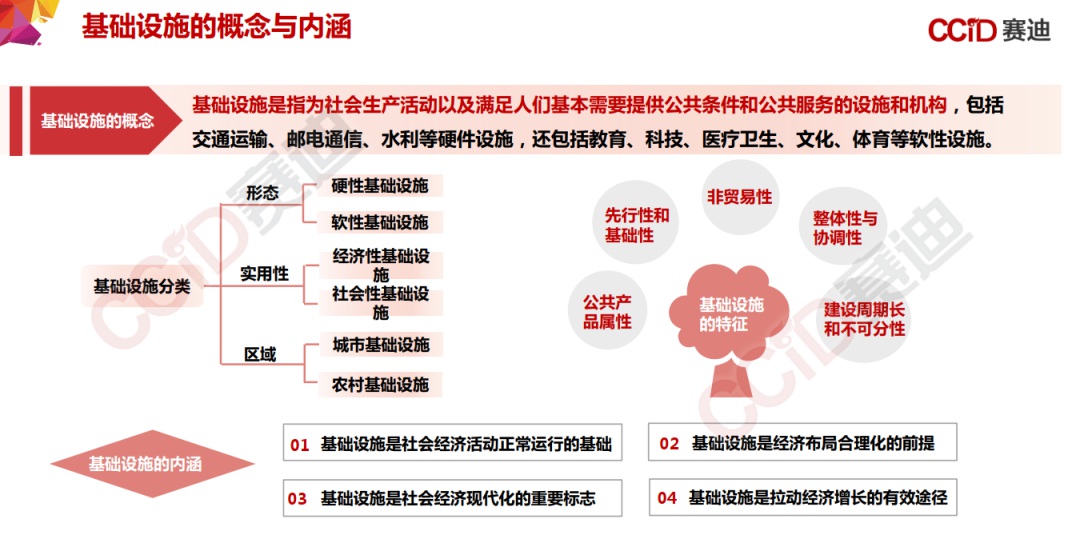 基础设施的概念与内涵
CCiD 赛迪
基础设施的概念
基础设施是指为社会生产活动以及满足人们基本需要提供公共条件和公共服务的设施和机构，包括
交通运输、邮电通信、水利等硬件设施，还包括教育、科技、医疗卫生、文化、体育等软性设施。
基础设施分类
形态
硬性基础设施
软性基础设施
实用性
经济性基础设
施
社会性基础设
施
区域
城市基础设施
农村基础设施
公共产
品属性
先行性和
基础性
非贸易性
整体性与
协调性
建设周期长
和不可分性
基础设施
的特征
基础设施的内涵
01 基础设施是社会经济活动正常运行的基础
02 基础设施是经济布局合理化的前提
03 基础设施是社会经济现代化的重要标志
04 基础设施是拉动经济增长的有效途径
CCiD赛迪
CCiD赛迪